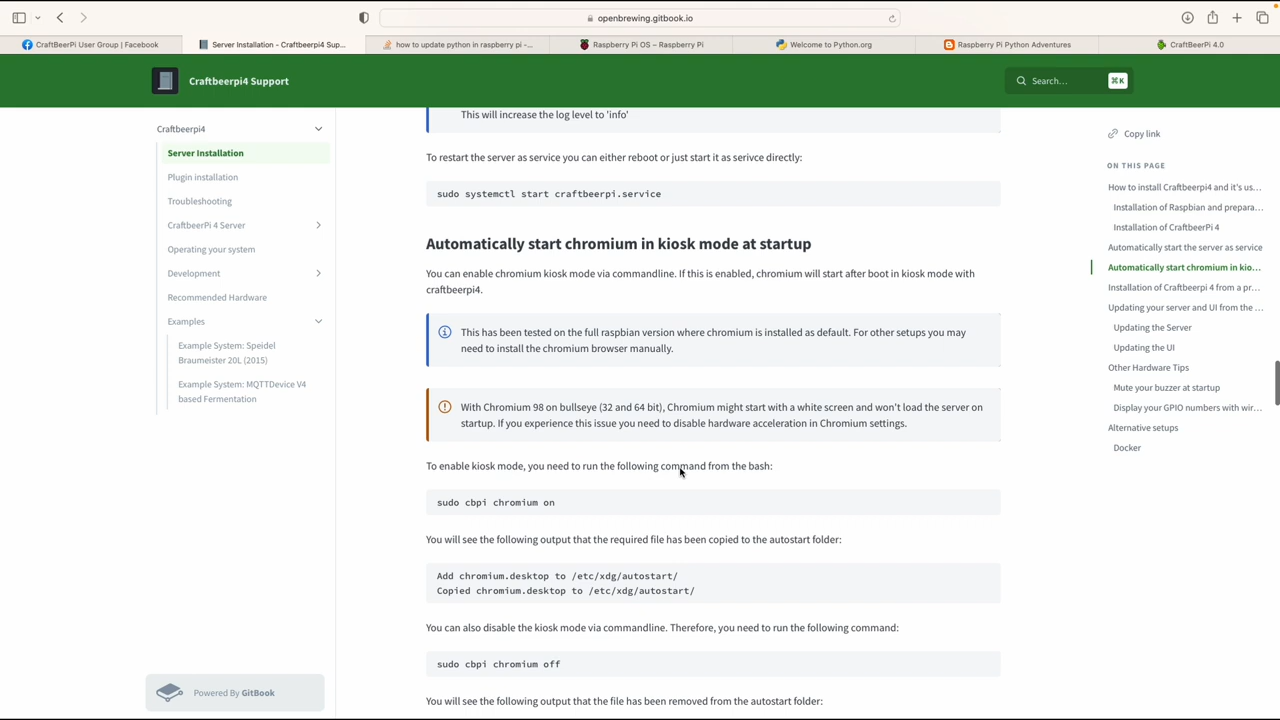 openbrewing.gitbook.io
CraftBeerPi User Group | Facebook
Server Installation - Craftbeerpi4 Sup...
how to update python in raspberry pi -...
Raspberry Pi OS – Raspberry Pi
Welcome to Python.org
Raspberry Pi Python Adventures
CraftBeerPi 4.0
Craftbeerpi4 Support
Search...
⌘K
Craftbeerpi4
Server Installation
Plugin installation
Troubleshooting
CraftbeerPi 4 Server
Operating your system
Development
Recommended Hardware
Examples
Example System: Speidel
Braumeister 20L (2015)
Example System: MQTTDevice V4
based Fermentation
Powered By GitBook
This will increase the log level to 'info'
To restart the server as service you can either reboot or just start it as serivce directly:
sudo systemctl start craftbeerpi.service
Automatically start chromium in kiosk mode at startup
You can enable chromium kiosk mode via commandline. If this is enabled, chromium will start after boot in kiosk mode with
craftbeerpi4.
This has been tested on the full raspbian version where chromium is installed as default. For other setups you may
need to install the chromium browser manually.
With Chromium 98 on bullseye (32 and 64 bit), Chromium might start with a white screen and won't load the server on
startup. If you experience this issue you need to disable hardware acceleration in Chromium settings.
To enable kiosk mode, you need to run the following command from the bash:
sudo cbpi chromium on
You will see the following output that the required file has been copied to the autostart folder:
Add chromium.desktop to /etc/xdg/autostart/
Copied chromium.desktop to /etc/xdg/autostart/
You can also disable the kiosk mode via commandline. Therefore, you need to run the following command:
sudo cbpi chromium off
You will see the following output that the file has been removed from the autostart folder:
Copy link
ON THIS PAGE
How to install Craftbeerpi4 and it's us...
Installation of Raspbian and prepara...
Installation of CraftbeerPi 4
Automatically start the server as service
Automatically start chromium in kio...
Installation of Craftbeerpi 4 from a pr...
Updating your server and UI from the ...
Updating the Server
Updating the UI
Other Hardware Tips
Mute your buzzer at startup
Display your GPIO numbers with wir...
Alternative setups
Docker